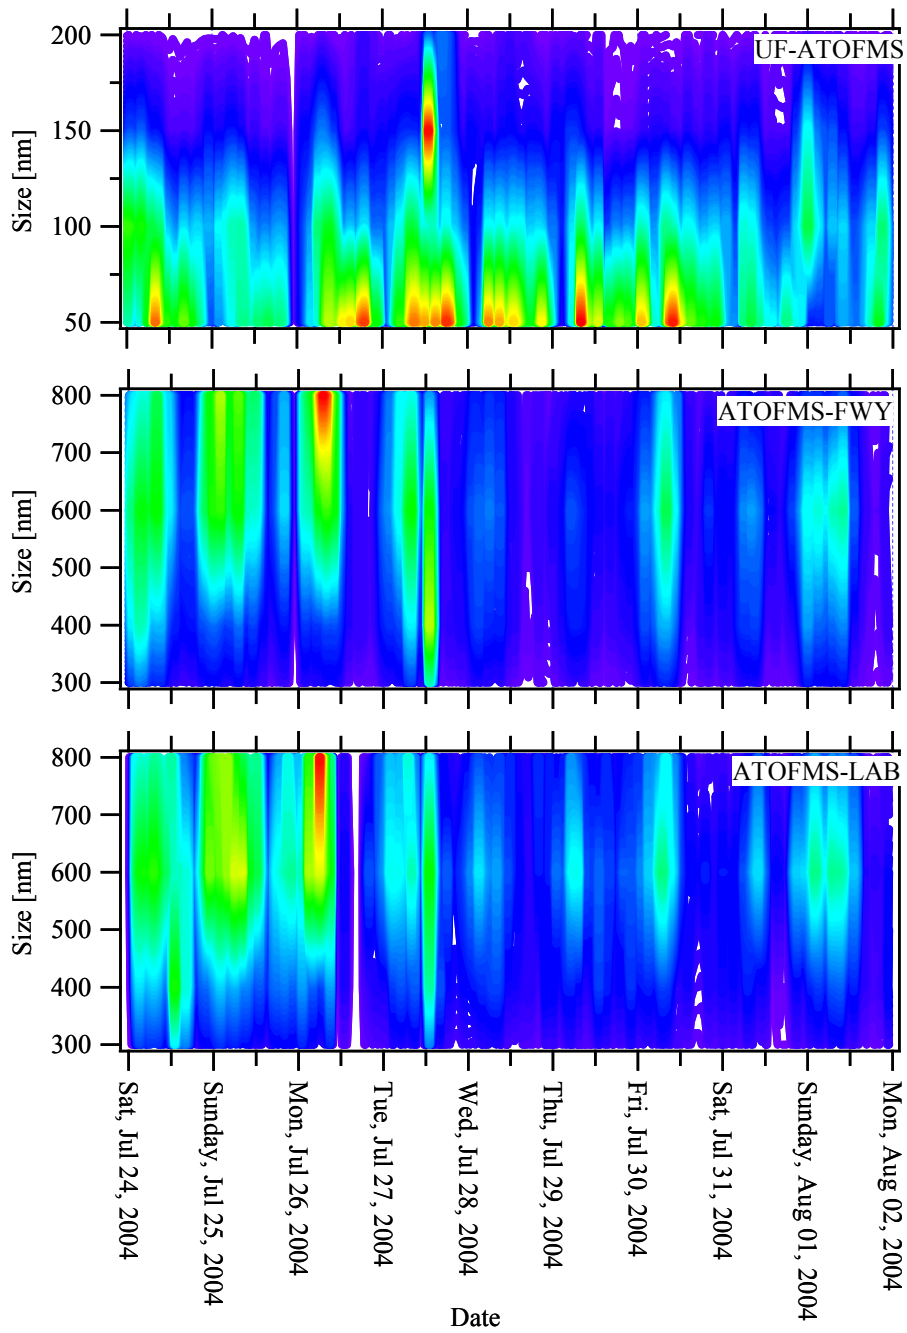 200
150
100
50
Size [nm]
UF-ATOFMS
800
700
600
500
400
300
Size [nm]
ATOFMS-FWY
800
700
600
500
400
300
Size [nm]
ATOFMS-LAB
Sat, Jul 24, 2004
Sunday, Jul 25, 2004
Mon, Jul 26, 2004
Tue, Jul 27, 2004
Wed, Jul 28, 2004
Thu, Jul 29, 2004
Fri, Jul 30, 2004
Sat, Jul 31, 2004
Sunday, Aug 01, 2004
Mon, Aug 02, 2004
Date